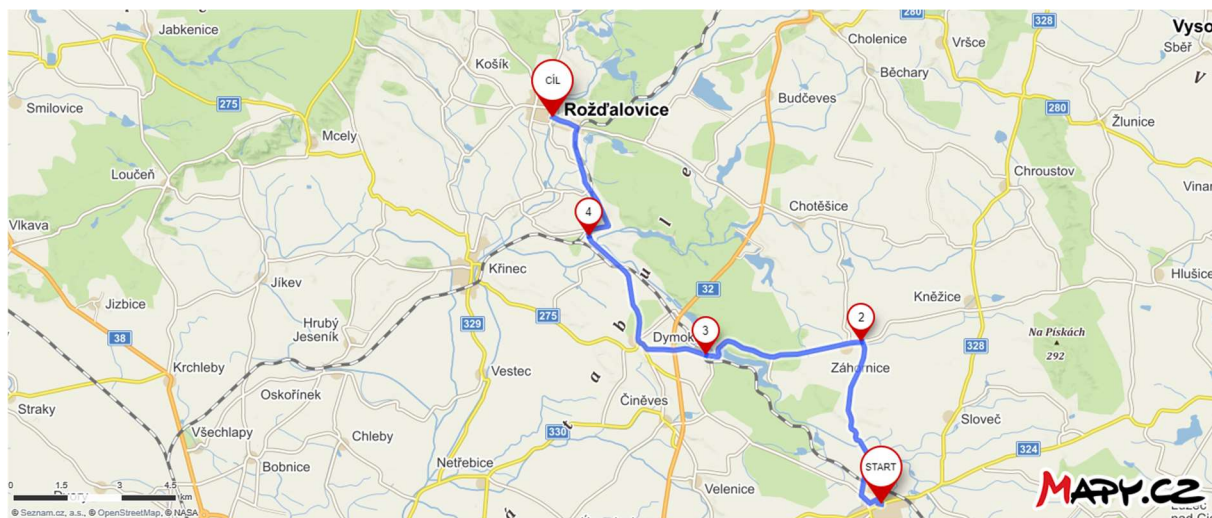 Jabkenice
280
328
Vyso
Cholenice
Vršce
Sběř
Košík
Běchary
V
CÍL
275
Budčeves
280
Smilovice
Rožďalovice
Žlunice
Mcely
Loučeň
e
Chroustov
Vinar
4
Chotěšice
l
Vlkava
Křinec
u
Hlušice
Jíkev
32
Kněžice
Jizbice
275
2
Hrubý
Jeseník
329
b
Dymok
3
Na Pískách
292
38
328
Krchleby
Vestec
a
Záhornice
Oskořínek
Činěves
Straky
t
Sloveč
Všechlapy
Chleby
330
324
Bobnice
Netřebice
START
Velenice
á
0 1.5 3 4.5 km
MAPY.CZ
© Seznam.cz, a.s., © OpenStreetMap, © NASA